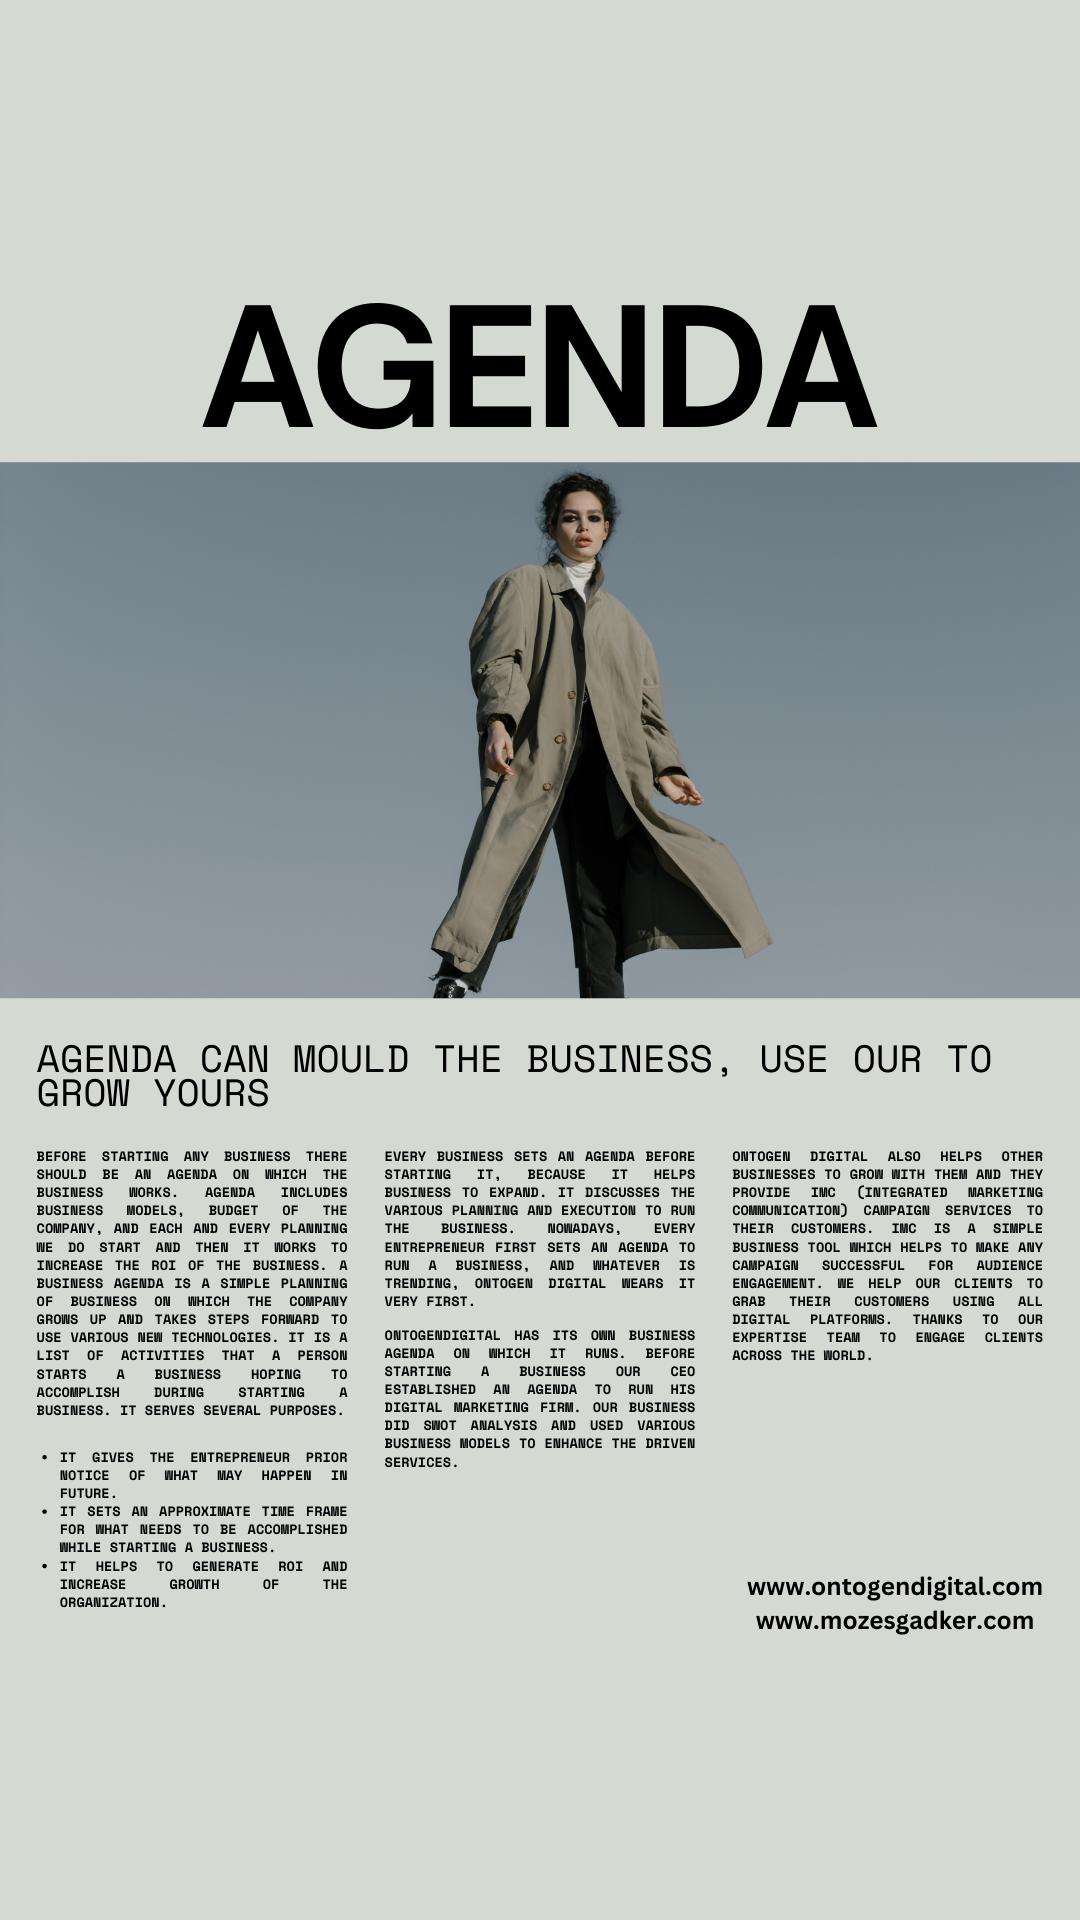 AGENDA
AGENDA CAN MOULD THE BUSINESS, USE OUR TO
GROW YOURS
BEFORE STARTING ANY BUSINESS THERE
SHOULD BE AN AGENDA ON WHICH THE
BUSINESS WORKS. AGENDA INCLUDES
BUSINESS MODELS, BUDGET OF THE
COMPANY, AND EACH AND EVERY PLANNING
WE DO START AND THEN IT WORKS TO
INCREASE THE ROI OF THE BUSINESS. A
BUSINESS AGENDA IS A SIMPLE PLANNING
OF BUSINESS ON WHICH THE COMPANY
GROWS UP AND TAKES STEPS FORWARD TO
USE VARIOUS NEW TECHNOLOGIES. IT IS A
LIST OF ACTIVITIES THAT A PERSON
STARTS A BUSINESS HOPING TO
ACCOMPLISH DURING STARTING A
BUSINESS. IT SERVES SEVERAL PURPOSES.
• IT GIVES THE ENTREPRENEUR PRIOR
NOTICE OF WHAT MAY HAPPEN IN
FUTURE.
• IT SETS AN APPROXIMATE TIME FRAME
FOR WHAT NEEDS TO BE ACCOMPLISHED
WHILE STARTING A BUSINESS.
• IT HELPS TO GENERATE ROI AND
INCREASE GROWTH OF THE
ORGANIZATION.
EVERY BUSINESS SETS AN AGENDA BEFORE
STARTING IT, BECAUSE IT HELPS
BUSINESS TO EXPAND. IT DISCUSSES THE
VARIOUS PLANNING AND EXECUTION TO RUN
THE BUSINESS. NOWADAYS, EVERY
ENTREPRENEUR FIRST SETS AN AGENDA TO
RUN A BUSINESS, AND WHATEVER IS
TRENDING, ONTOGEN DIGITAL WEARS IT
VERY FIRST.
ONTOGENDIGITAL HAS ITS OWN BUSINESS
AGENDA ON WHICH IT RUNS. BEFORE
STARTING A BUSINESS OUR CEO
ESTABLISHED AN AGENDA TO RUN HIS
DIGITAL MARKETING FIRM. OUR BUSINESS
DID SWOT ANALYSIS AND USED VARIOUS
BUSINESS MODELS TO ENHANCE THE DRIVEN
SERVICES.
ONTOGEN DIGITAL ALSO HELPS OTHER
BUSINESSES TO GROW WITH THEM AND THEY
PROVIDE IMC (INTEGRATED MARKETING
COMMUNICATION) CAMPAIGN SERVICES TO
THEIR CUSTOMERS. IMC IS A SIMPLE
BUSINESS TOOL WHICH HELPS TO MAKE ANY
CAMPAIGN SUCCESSFUL FOR AUDIENCE
ENGAGEMENT. WE HELP OUR CLIENTS TO
GRAB THEIR CUSTOMERS USING ALL
DIGITAL PLATFORMS. THANKS TO OUR
EXPERTISE TEAM TO ENGAGE CLIENTS
ACROSS THE WORLD.
www.ontogendigital.com
www.mozesgadker.com